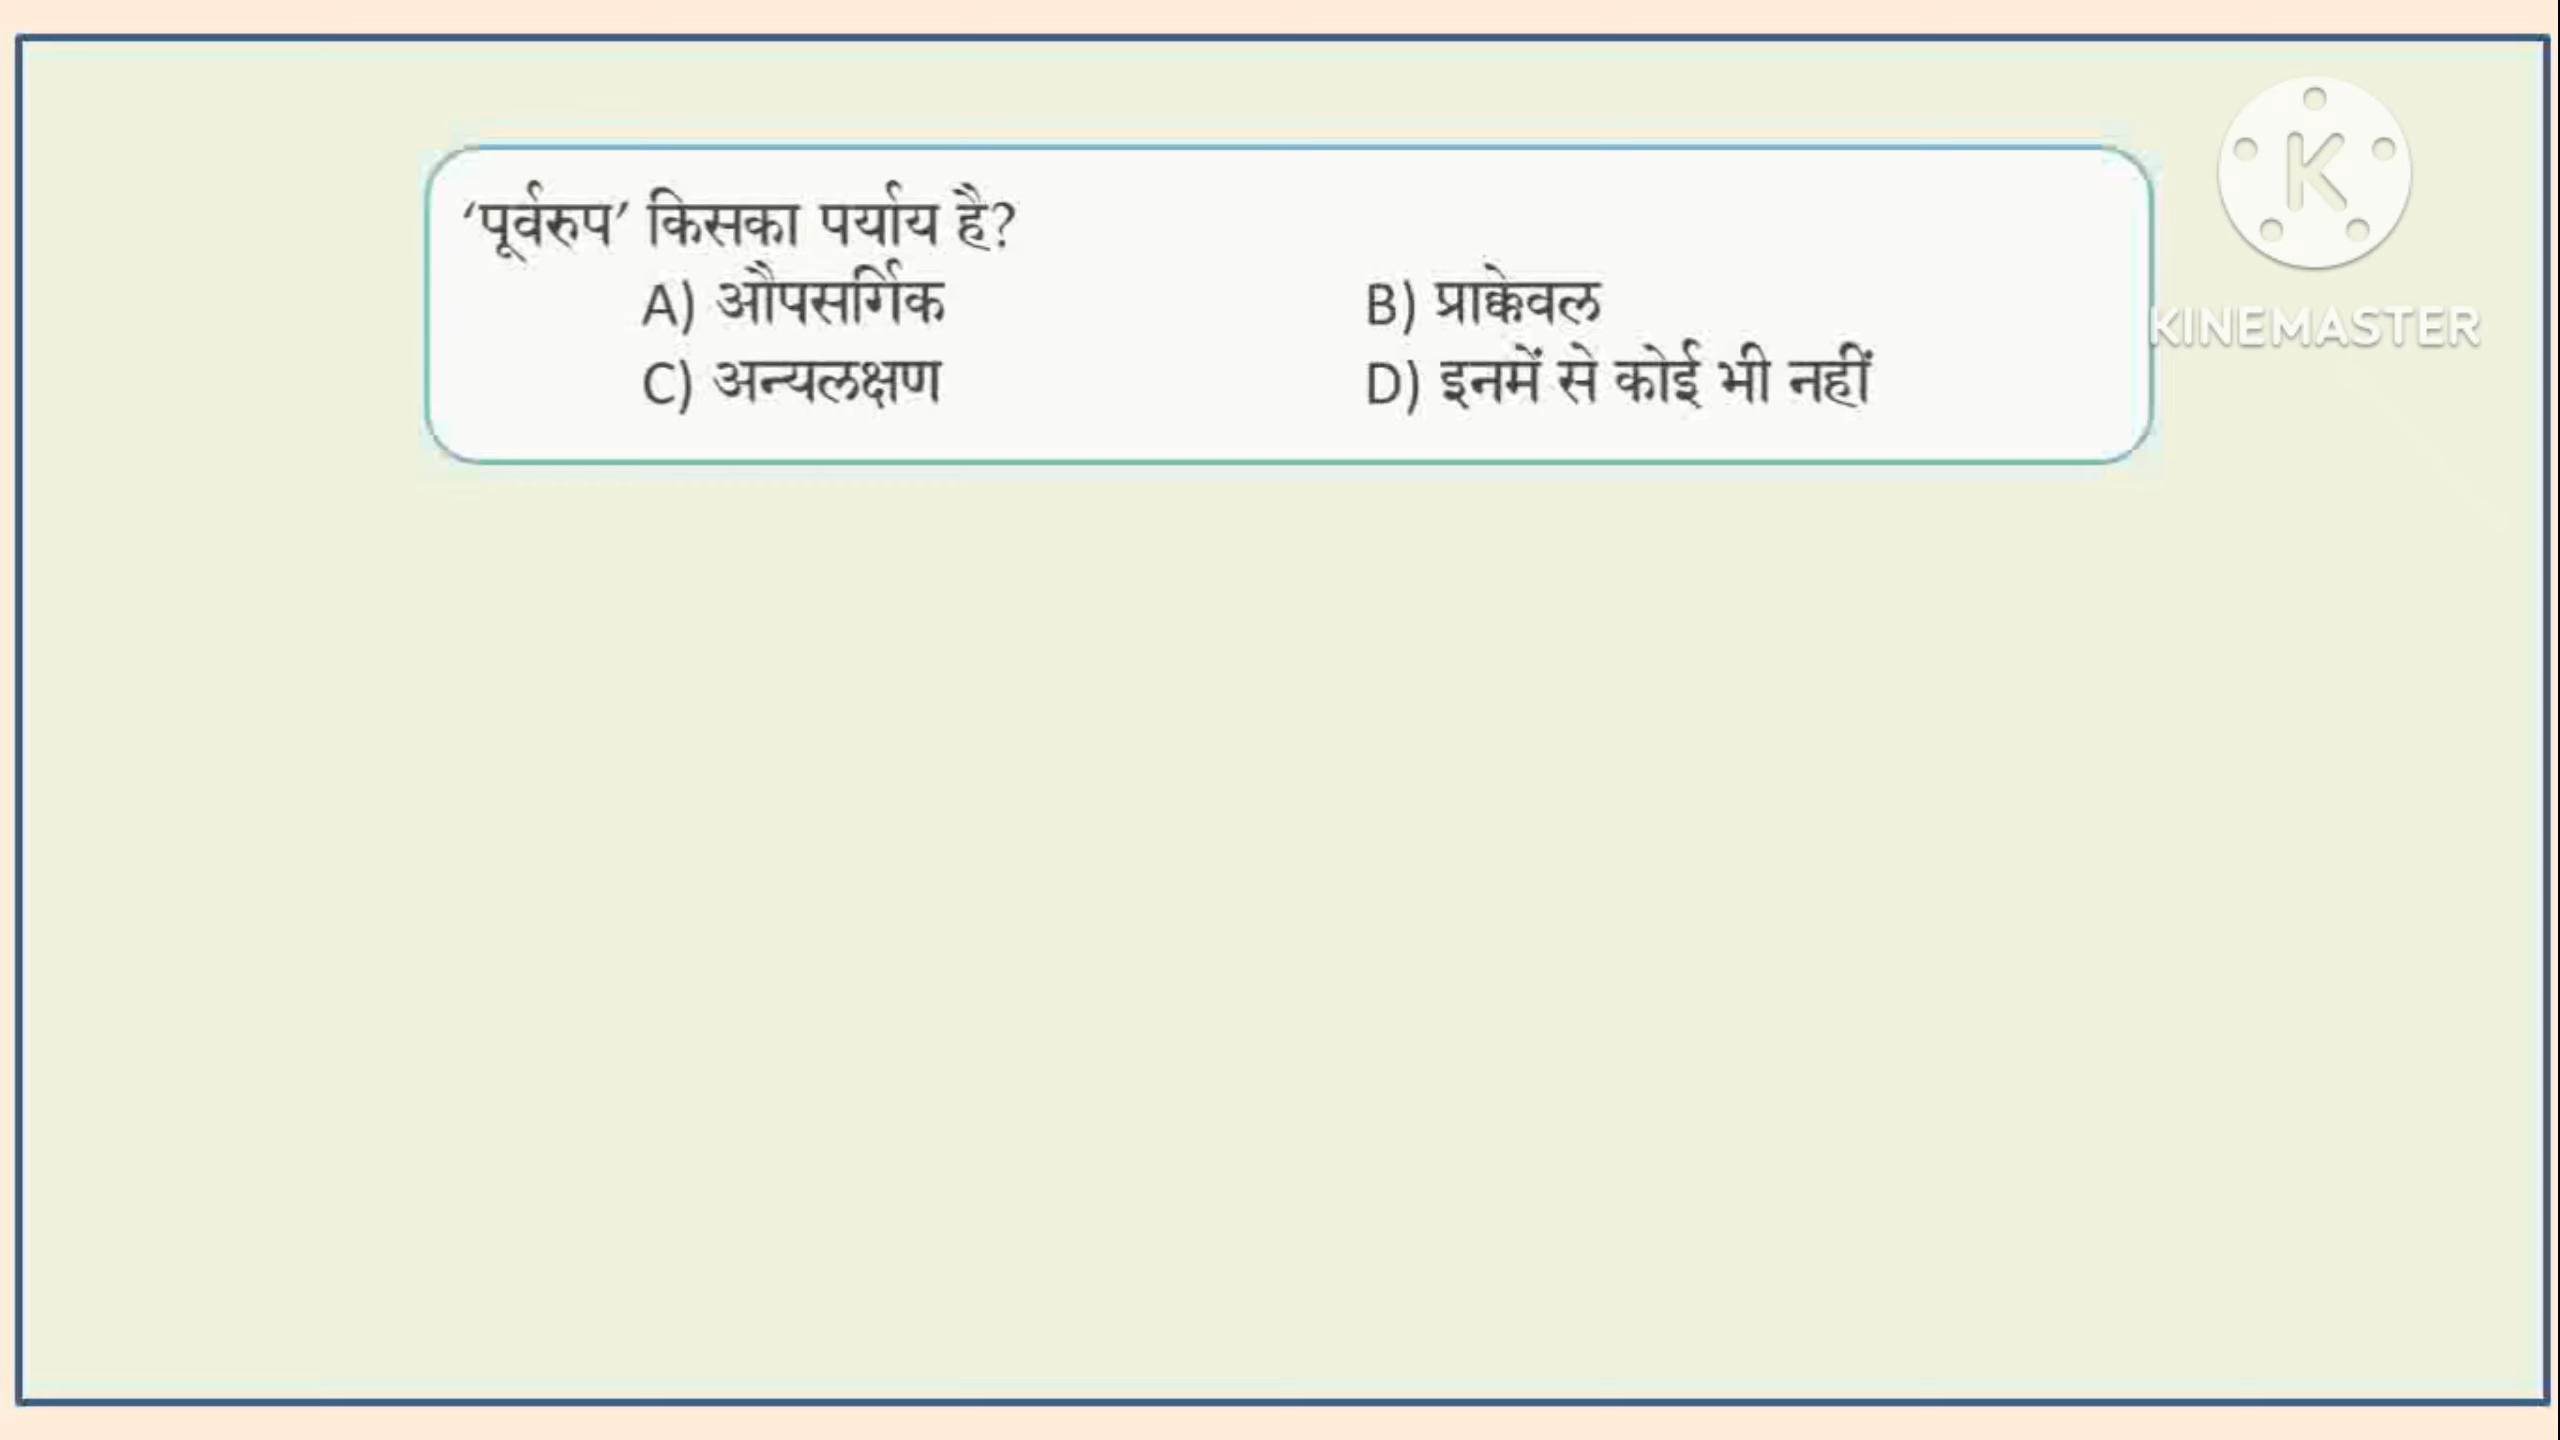 ‘पूर्वरुप’ किसका पर्याय है?
A) औपसर्गिक B) प्राक्केवल
C) अन्यलक्षण D) इनमें से कोई भी नहीं
K
KINEMASTER